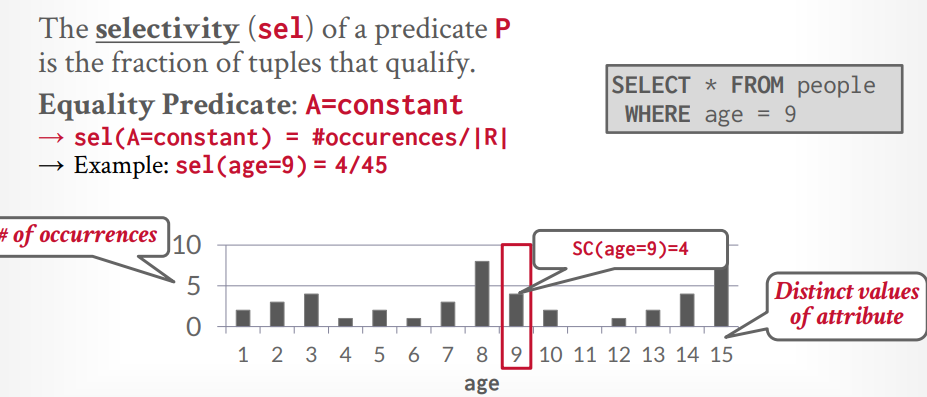 The selectivity (sel) of a predicate P
is the fraction of tuples that qualify.
Equality Predicate: A=constant
→ sel(A=constant) = #occurences/|R|
→ Example: sel(age=9) = 4/45
SELECT * FROM people
WHERE age = 9
# of occurrences
10
5
0
SC(age=9)=4
Distinct values
of attribute
1 2 3 4 5 6 7 8 9 10 11 12 13 14 15
age